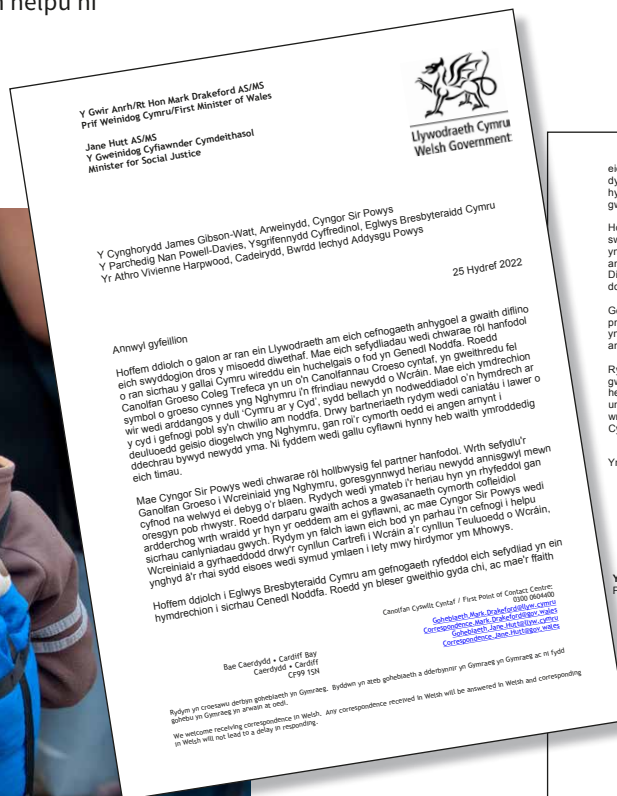 helpu ni
Y Gwir Anrh/Rt Hon Mark Drakeford AS/MS
Prif Weinidog Cymru/First Minister of Wales
Jane Hutt AS/MS
Y Gweinidog Cyfiawnder Cymdeithasol
Minister for Social Justice
Llywodraeth Cymru
Welsh Government
Y Cynghorydd James Gibson-Watt, Arweinydd, Cyngor Sir Powys
Y Parchedig Nan Powell-Davies, Ysgrifennydd Cyffredinol, Eglwys Bresbyteraidd Cymru
Yr Athro Vivienne Harpwood, Cadeirydd, Bwrdd Iechyd Addysgu Powys
25 Hydref 2022
Annwyl gyfeillion
Hoffem ddiolch o galon ar ran ein Llywodraeth am eich cefnogaeth anhygoel a gwaith diflino
eich swyddogion dros y misoedd diwethaf. Mae eich sefydliadau wedi chwarae rôl hanfodol
o ran sicrhau y gallai Cymru wireddu ein huchelgais o fod yn Genedl Noddfa. Roedd
Canolfan Groeso Coleg Trefeca yn un o'n Canolfannau Croeso cyntaf, yn gweithredu fel
symbol o groeso cynnes yng Nghymru i'n ffrindiau newydd o Wcráin. Mae eich ymdrechion
wir wedi arddangos y dull 'Cymru ar y Cyd', sydd bellach yn nodweddiadol o'n hymdrech ar
y cyd i gefnogi pobl sy'n chwilio am noddfa. Drwy bartneriaeth rydym wedi caniatáu i lawer o
deuluoedd geisio diogelwch yng Nghymru, gan roi'r cymorth oedd ei angen arnynt i
ddechrau bywyd newydd yma. Ni fyddem wedi gallu cyflawni hynny heb waith ymroddedig
eich timau.
Mae Cyngor Sir Powys wedi chwarae rôl hollbwysig fel partner hanfodol. Wrth sefydlu'r
Ganolfan Groeso i Wcreiniaid yng Nghymru, goresgynnwyd heriau newydd annisgwyl mewn
cyfnod na welwyd ei debyg o'r blaen. Rydych wedi ymateb i'r heriau hyn yn rhyfeddol gan
oresgyn pob rhwystr. Roedd darparu gwaith achos a gwasanaeth cymorth cofleidiol
ardderchog wrth wraidd yr hyn yr oeddem am ei gyflawni, ac mae Cyngor Sir Powys wedi
sicrhau canlyniadau gwych. Rydym yn falch iawn eich bod yn parhau i'n cefnogi i helpu
Wcreiniaid a gyrhaeddodd drwy'r cynllun Cartrefi i Wcráin a'r cynllun Teuluoedd o Wcráin,
ynghyd â'r rhai sydd eisoes wedi symud ymlaen i lety mwy hirdymor ym Mhowys.
Hoffem ddiolch i Eglwys Bresbyteraidd Cymru am gefnogaeth ryfeddol eich sefydliad yn ein
hymdrechion i sicrhau Cenedl Noddfa. Roedd yn bleser gweithio gyda chi, ac mae'r ffaith
Canolfan Cyswllt Cyntaf / First Point of Contact Centre:
0300 0604400
Gohebiaeth.Mark.Drakeford@llyw.cymru
Correspondence.Mark.Drakeford@gov.wales
Gohebiaeth.Jane.Hutt@llyw.cymru
Correspondence.Jane.Hutt@gov.wales
Bae Caerdydd • Cardiff Bay
Caerdydd • Cardiff
CF99 1SN
Rydym yn croesawu derbyn gohebiaeth yn Gymraeg. Byddwn yn ateb gohebiaeth a dderbynnir yn Gymraeg yn Gymraeg ac ni fydd
gohebu yn Gymraeg yn arwain at oedi.
We welcome receiving correspondence in Welsh. Any correspondence received in Welsh will be answered in Welsh and corresponding
in Welsh will not lead to a delay in responding.